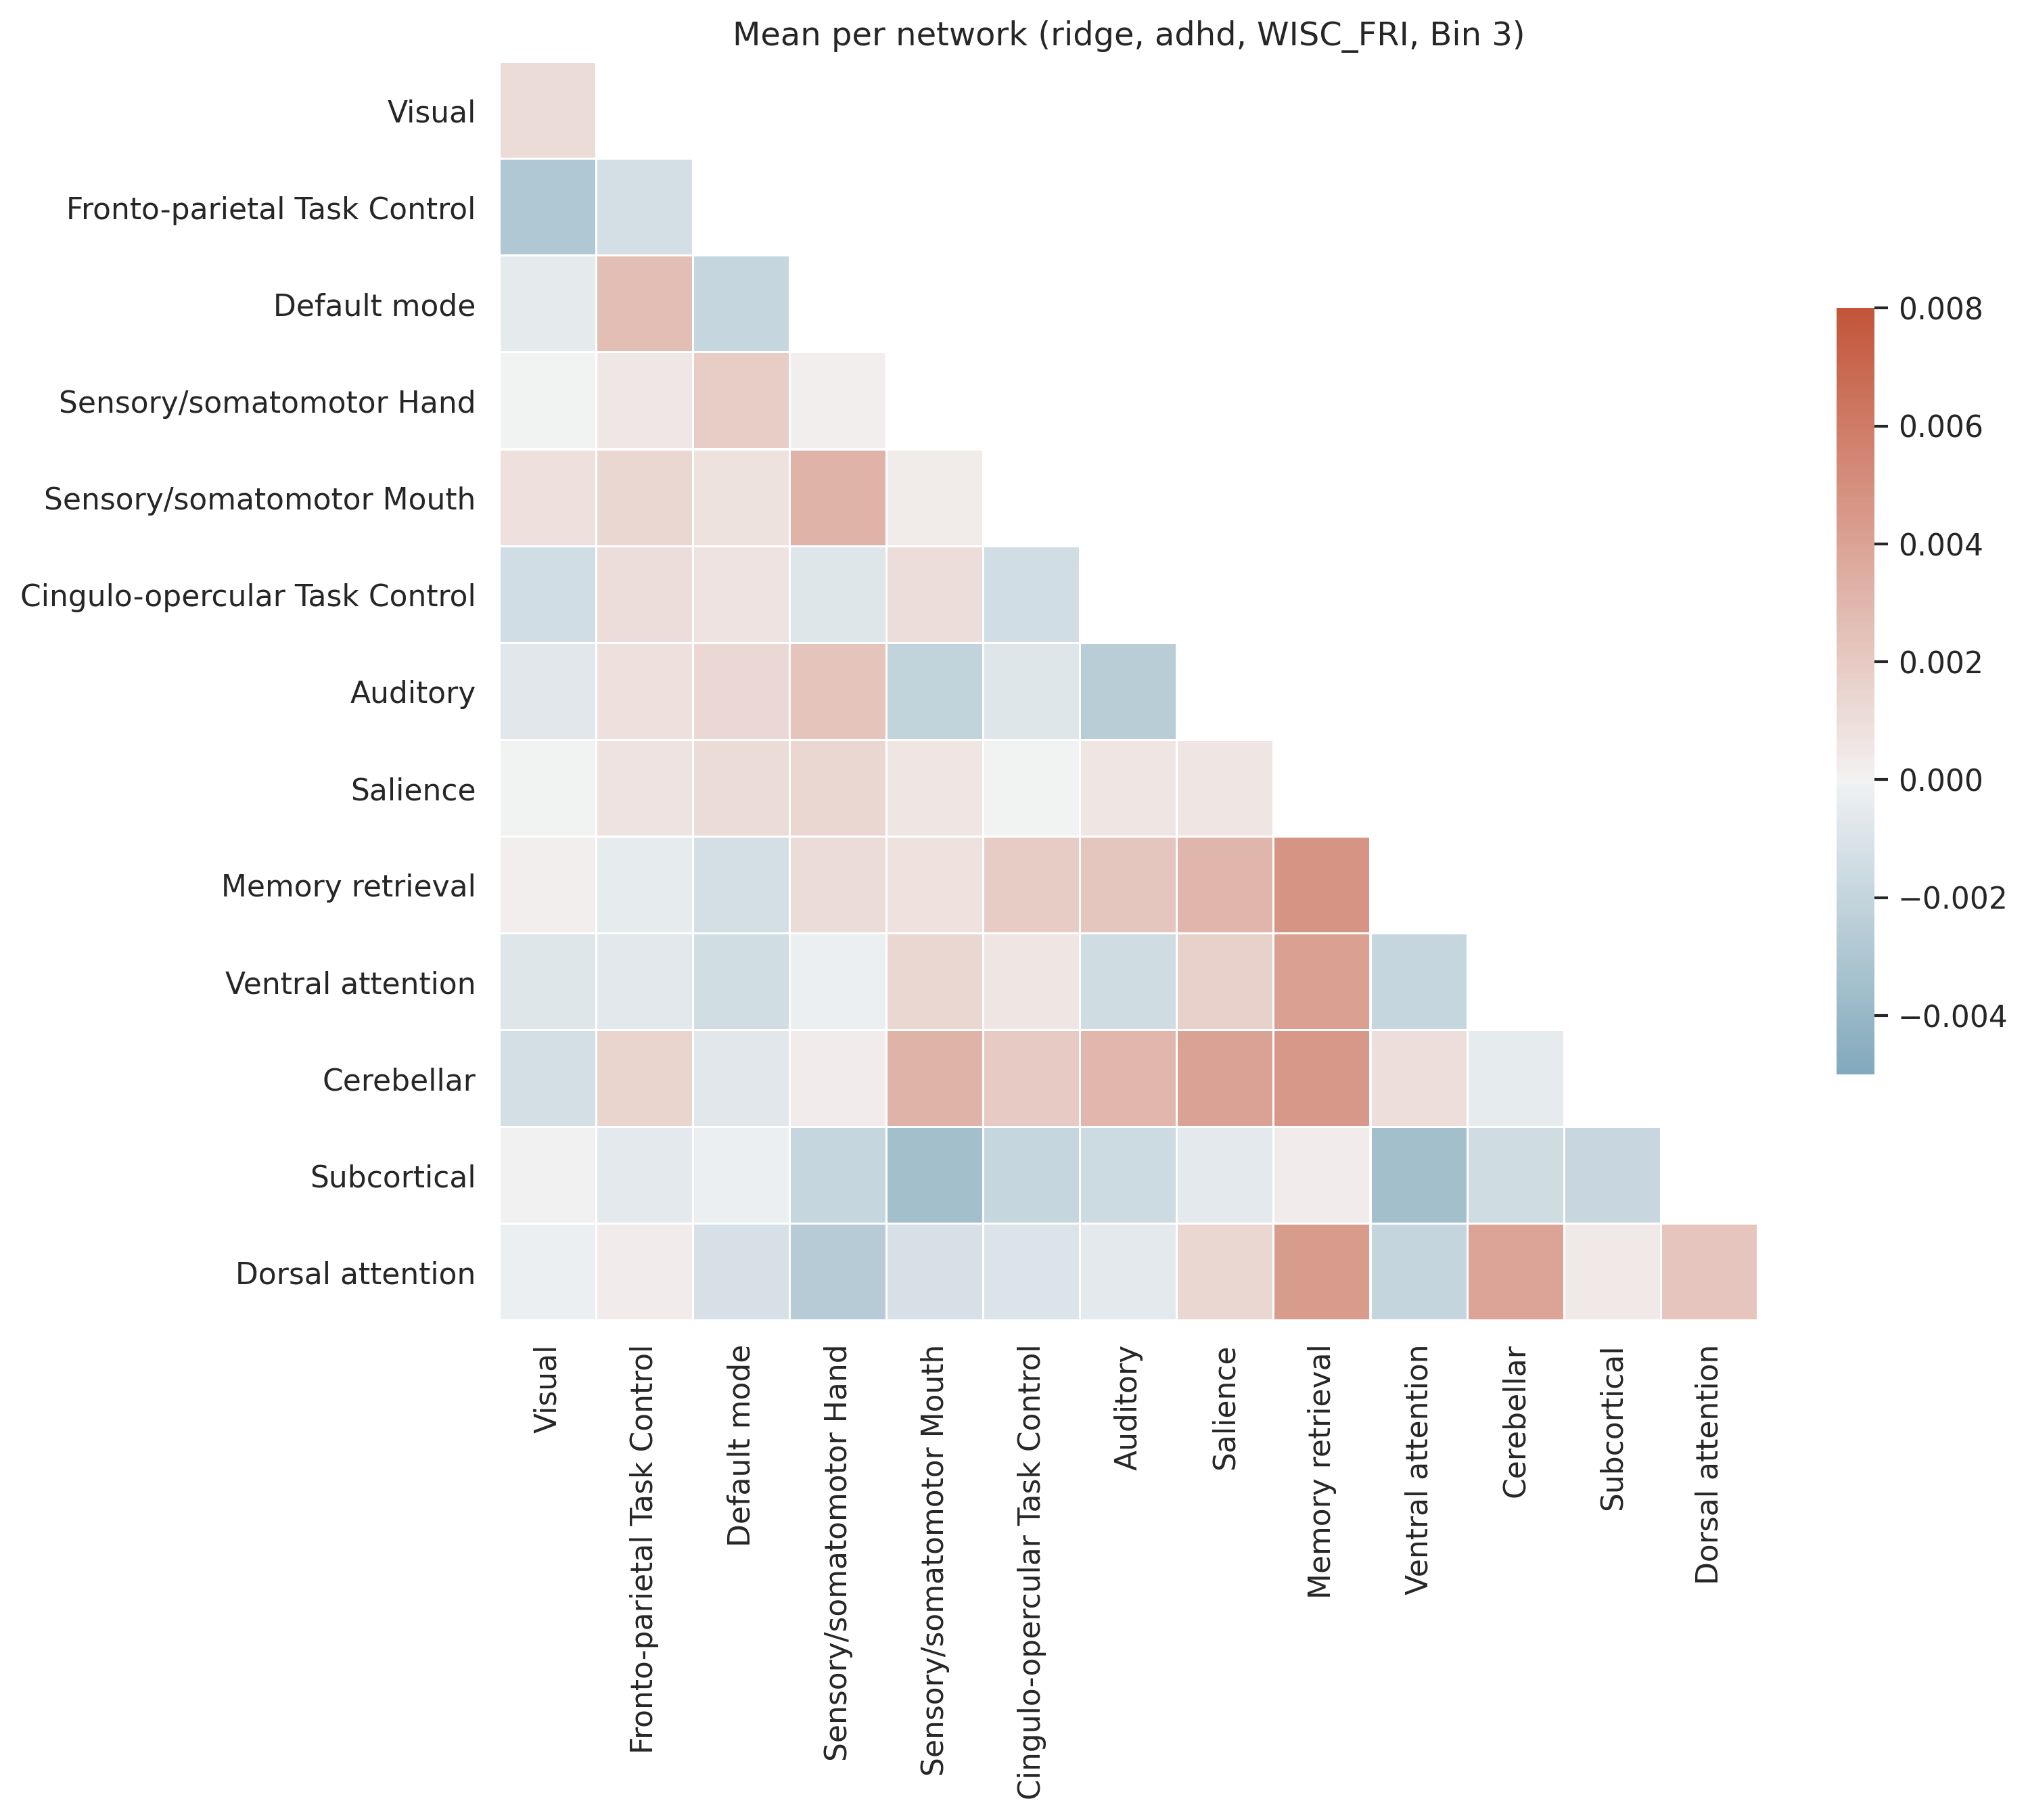 Mean per network (ridge, adhd, WISC_FRI, Bin 3)
Visual
Fronto-parietal Task Control
Default mode
Sensory/somatomotor Hand
Sensory/somatomotor Mouth
Cingulo-opercular Task Control
Auditory
Salience
Memory retrieval
Ventral attention
Cerebellar
Subcortical
Dorsal attention
0.008
0.006
0.004
0.002
0.000
−0.002
−0.004
Visual
Fronto-parietal Task Control
Default mode
Sensory/somatomotor Hand
Sensory/somatomotor Mouth
Cingulo-opercular Task Control
Auditory
Salience
Memory retrieval
Ventral attention
Cerebellar
Subcortical
Dorsal attention